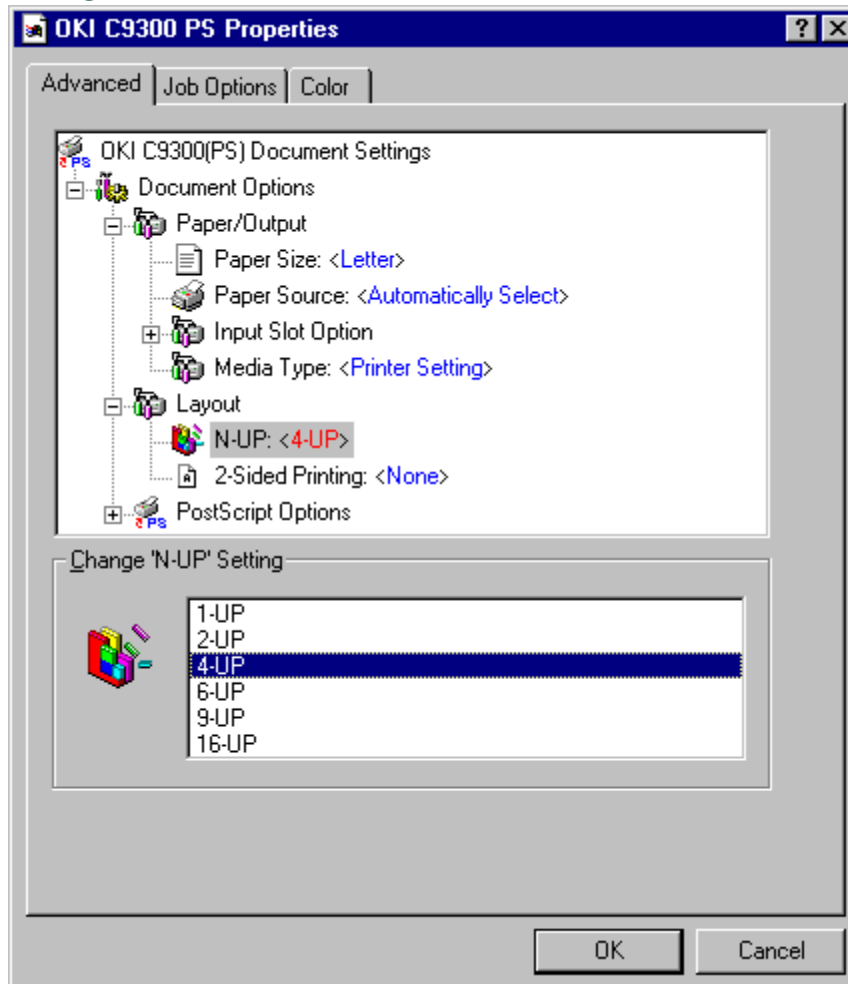 OKI C9300 PS Properties
Advanced Job Options Color
OKI C9300(PS) Document Settings
Document Options
Paper/Output
Paper Size: <Letter>
Paper Source: <Automatically Select>
Input Slot Option
Media Type: <Printer Setting>
Layout
N-UP: <4-UP>
2-Sided Printing: <None>
PostScript Options
Change 'N-UP' Setting
1-UP
2-UP
4-UP
6-UP
9-UP
16-UP
OK Cancel